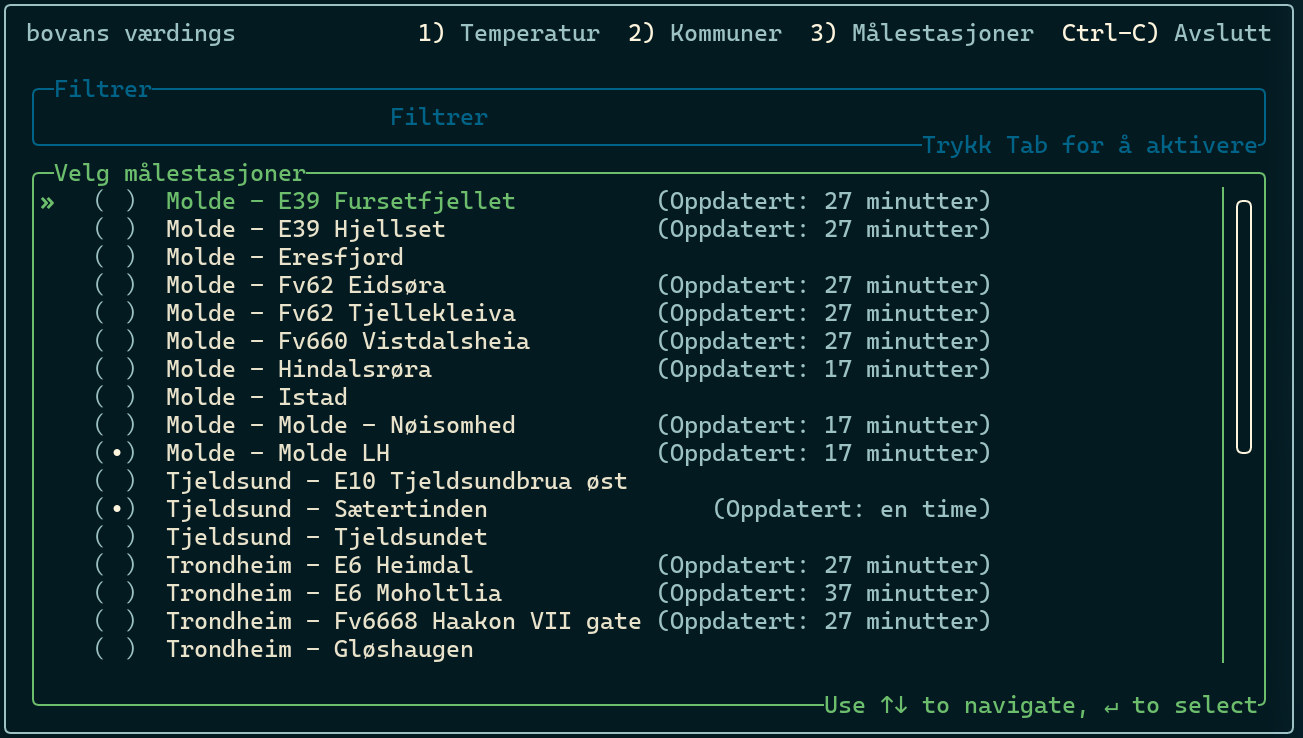 bovans værdings 1) Temperatur 2) Kommuner 3) Målestasjoner Ctrl-C) Avslutt
Filtrer
Filtrer
Trykk Tab for å aktivere
Velg målestasjoner
» ( ) Molde - E39 Fursetfjellet (Oppdatert: 27 minutter)
( ) Molde - E39 Hjellset (Oppdatert: 27 minutter)
( ) Molde - Eresfjord
( ) Molde - Fv62 Eidsøra (Oppdatert: 27 minutter)
( ) Molde - Fv62 Tjellekleiva (Oppdatert: 27 minutter)
( ) Molde - Fv660 Vistdalsheia (Oppdatert: 27 minutter)
( ) Molde - Hindalsrøra (Oppdatert: 17 minutter)
( ) Molde - Istad
( ) Molde - Molde - Nøisomhed (Oppdatert: 17 minutter)
(•) Molde - Molde LH (Oppdatert: 17 minutter)
( ) Tjeldsund - E10 Tjeldsundbrua øst
(•) Tjeldsund - Sætertinden (Oppdatert: en time)
( ) Tjeldsund - Tjeldsundet
( ) Trondheim - E6 Heimdal (Oppdatert: 27 minutter)
( ) Trondheim - E6 Moholtlia (Oppdatert: 37 minutter)
( ) Trondheim - Fv6668 Haakon VII gate (Oppdatert: 27 minutter)
( ) Trondheim - Gløshaugen
Use ↑↓ to navigate, ↵ to select